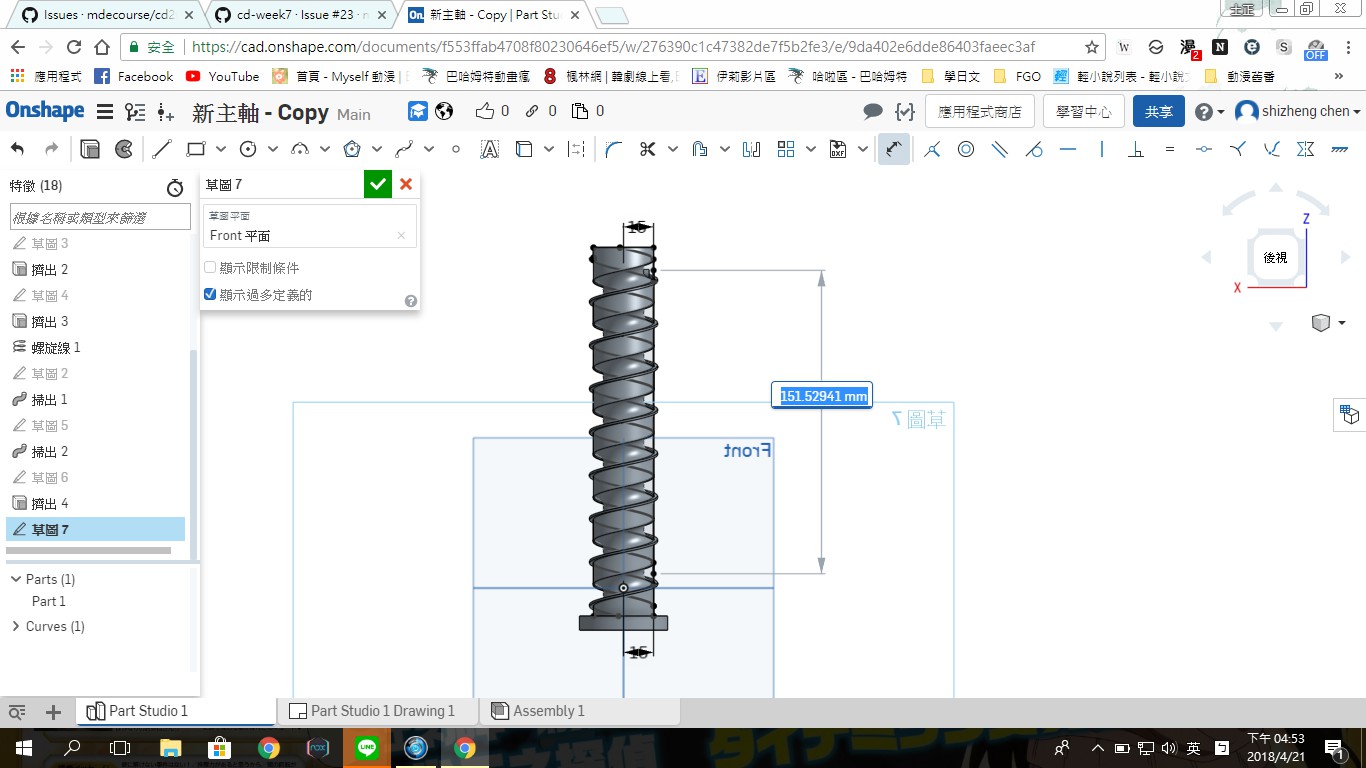 Issues · mdecourse/cd2
cd-week7 · Issue #23 · m
新主軸 - Copy | Part Stu
安全
https://cad.onshape.com/documents/f553ffab470bf80230646ef5/w/276390c1c47382de7f5b2fe3/e/9da402e6dde86403faeec3af
應用程式
Facebook
YouTube
首頁 - Myself 動漫
巴哈姆特動畫瘋
楓林網 | 韓劇線上看
伊莉影片區
哈啦區 - 巴哈姆特
學日文
FGO
輕小說列表 - 輕小說
動漫舊番
2
OFF
Onshape
新主軸 - Copy
Main
0
0
0
應用程式商店
學習中心
共享
shizheng chen
DXF
特徵 (18)
根據名稱或類型來篩選
草圖 3
擠出 2
草圖 4
擠出 3
螺旋線 1
草圖 2
掃出 1
草圖 5
掃出 2
草圖 6
擠出 4
草圖 7
Parts (1)
Part 1
Curves (1)
草圖 7
草圖平面
Front 平面
顯示限制條件
顯示過多定義的
15
151.52941 mm
草圖 7
Front
15
Z
後視
X
Part Studio 1
Part Studio 1 Drawing 1
Assembly 1
LINE
英
下午 04:53
2018/4/21
1